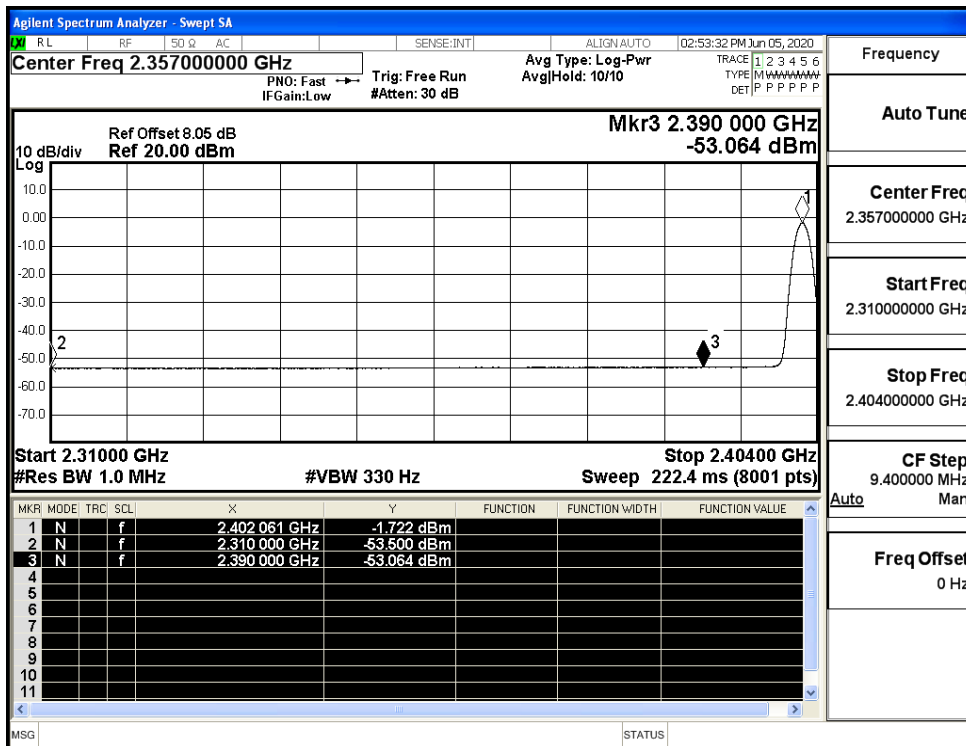 Agilent Spectrum Analyzer - Swept SA
LXI RL RF 50 Ω AC SENSE:INT ALIGN AUTO 02:53:32 PM Jun 05, 2020
Center Freq 2.357000000 GHz
PNO: Fast
IFGain:Low
Trig: Free Run
#Atten: 30 dB
Avg Type: Log-Pwr
Avg|Hold: 10/10
TRACE 1 2 3 4 5 6
TYPE M W W W W W
DET P P P P P P
Ref Offset 8.05 dB
10 dB/div Ref 20.00 dBm
Log
Mkr3 2.390 000 GHz
-53.064 dBm
10.0
0.00
-10.0
-20.0
-30.0
-40.0
-50.0
-60.0
-70.0
1
2
3
Start 2.31000 GHz Stop 2.40400 GHz
#Res BW 1.0 MHz #VBW 330 Hz Sweep 222.4 ms (8001 pts)
MKR MODE TRC SCL X Y FUNCTION FUNCTION WIDTH FUNCTION VALUE
1 N f 2.402 061 GHz -1.722 dBm
2 N f 2.310 000 GHz -53.500 dBm
3 N f 2.390 000 GHz -53.064 dBm
4
5
6
7
8
9
10
11
MSG STATUS
Frequency
Auto Tune
Center Freq
2.357000000 GHz
Start Freq
2.310000000 GHz
Stop Freq
2.404000000 GHz
CF Step
9.400000 MHz
Auto Man
Freq Offset
0 Hz